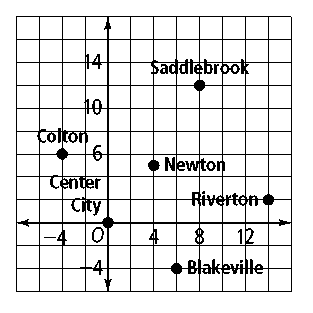 14
Saddlebrook
10
Colton
6
Newton
Center
City
Riverton
−4
O
4
8
12
−4
Blakeville